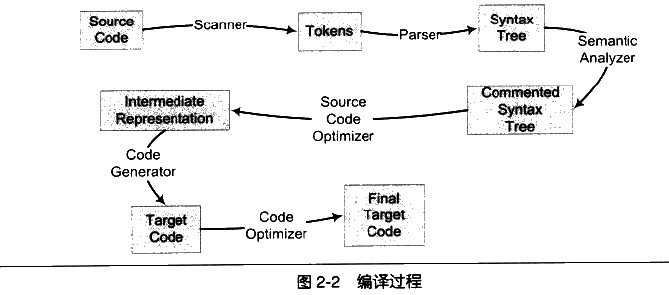 Source
Code
Scanner
Tokens
Parser
Syntax
Tree
Semantic
Analyzer
Commented
Syntax
Tree
Source
Code
Optimizer
Intermediate
Representation
Code
Generator
Target
Code
Code
Optimizer
Final
Target
Code
图2-2 编译过程